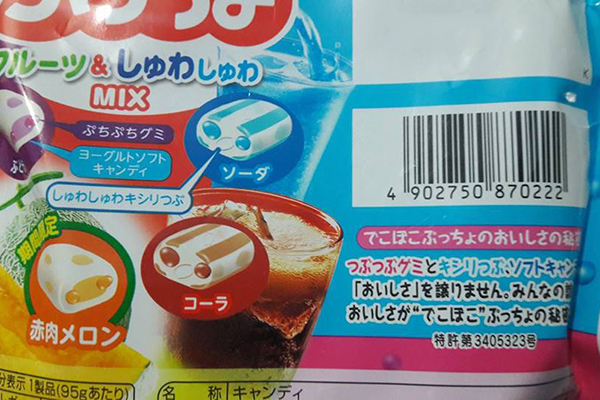 ルーツ&しゅわしゅわ
MIX
ぷちぷちグミ
ヨーグルトソフト
キャンディ
しゅわしゅわキシリつぶ
ソーダ
4 902750 870222
期間限定
赤肉メロン
コーラ
でこぼこぷっちょのおいしさの秘
つぶつぶグミとキシリつぶ、ソフトキャン
「おいしさ」を譲りません。みんなの
おいしさが"でこぼこ"ぷっちょの秘
特許第3405323号
分表示 1製品(95gあたり)
名 称 キャンディ